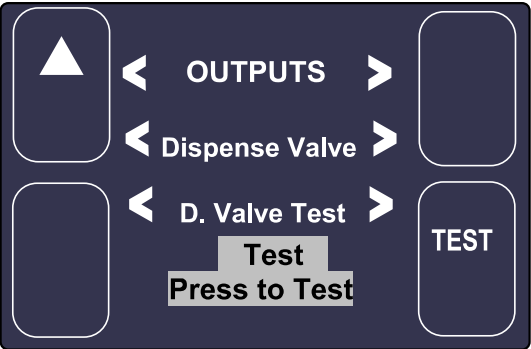 < OUTPUTS >
< Dispense Valve >
< D. Valve Test >
TEST
Test
Press to Test